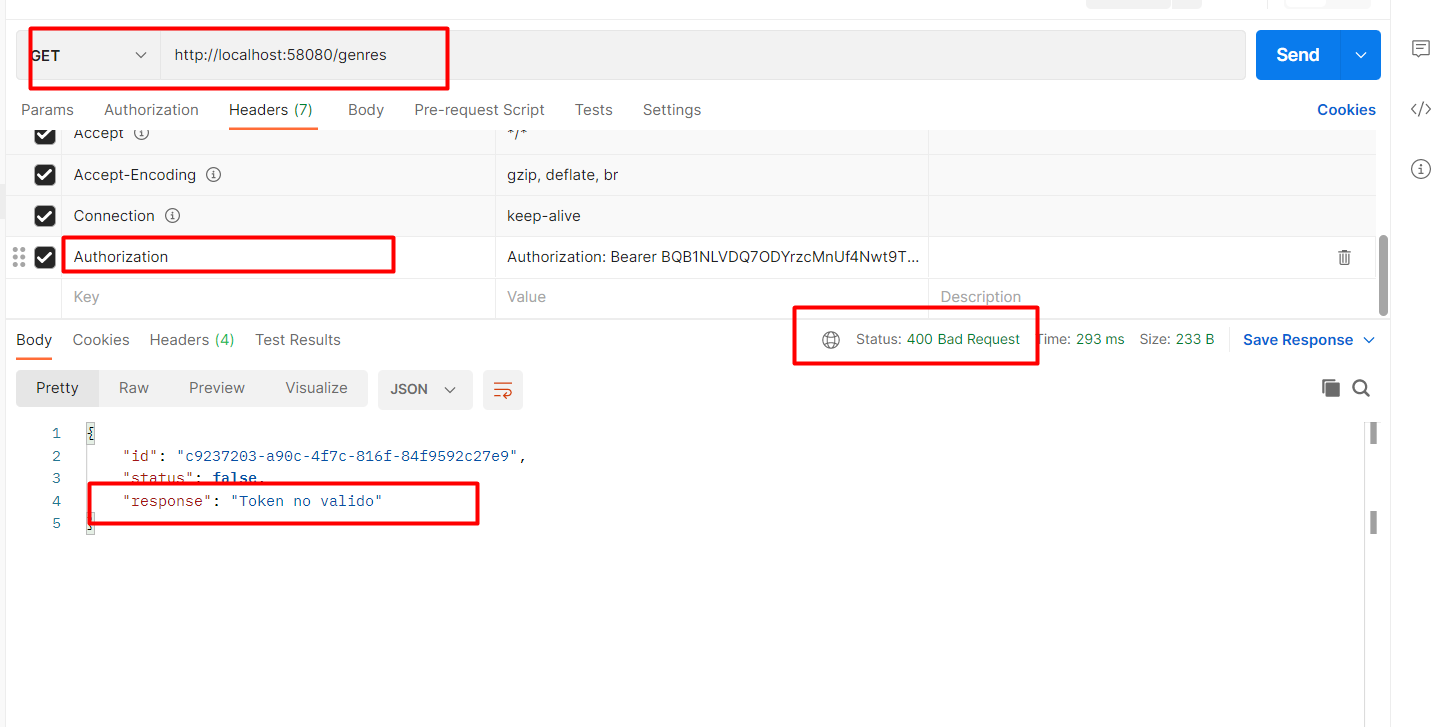 GET http://localhost:58080/genres Send
Params Authorization Headers (7) Body Pre-request Script Tests Settings Cookies
Accept */*
Accept-Encoding gzip, deflate, br
Connection keep-alive
Authorization Authorization: Bearer BQB1NLVDQ7ODYrzcMnUf4Nwt9T...
Key Value Description
Body Cookies Headers (4) Test Results Status: 400 Bad Request Time: 293 ms Size: 233 B Save Response
Pretty Raw Preview Visualize JSON
1 {
2 "id": "c9237203-a90c-4f7c-816f-84f9592c27e9",
3 "status": false,
4 "response": "Token no valido"
5 }